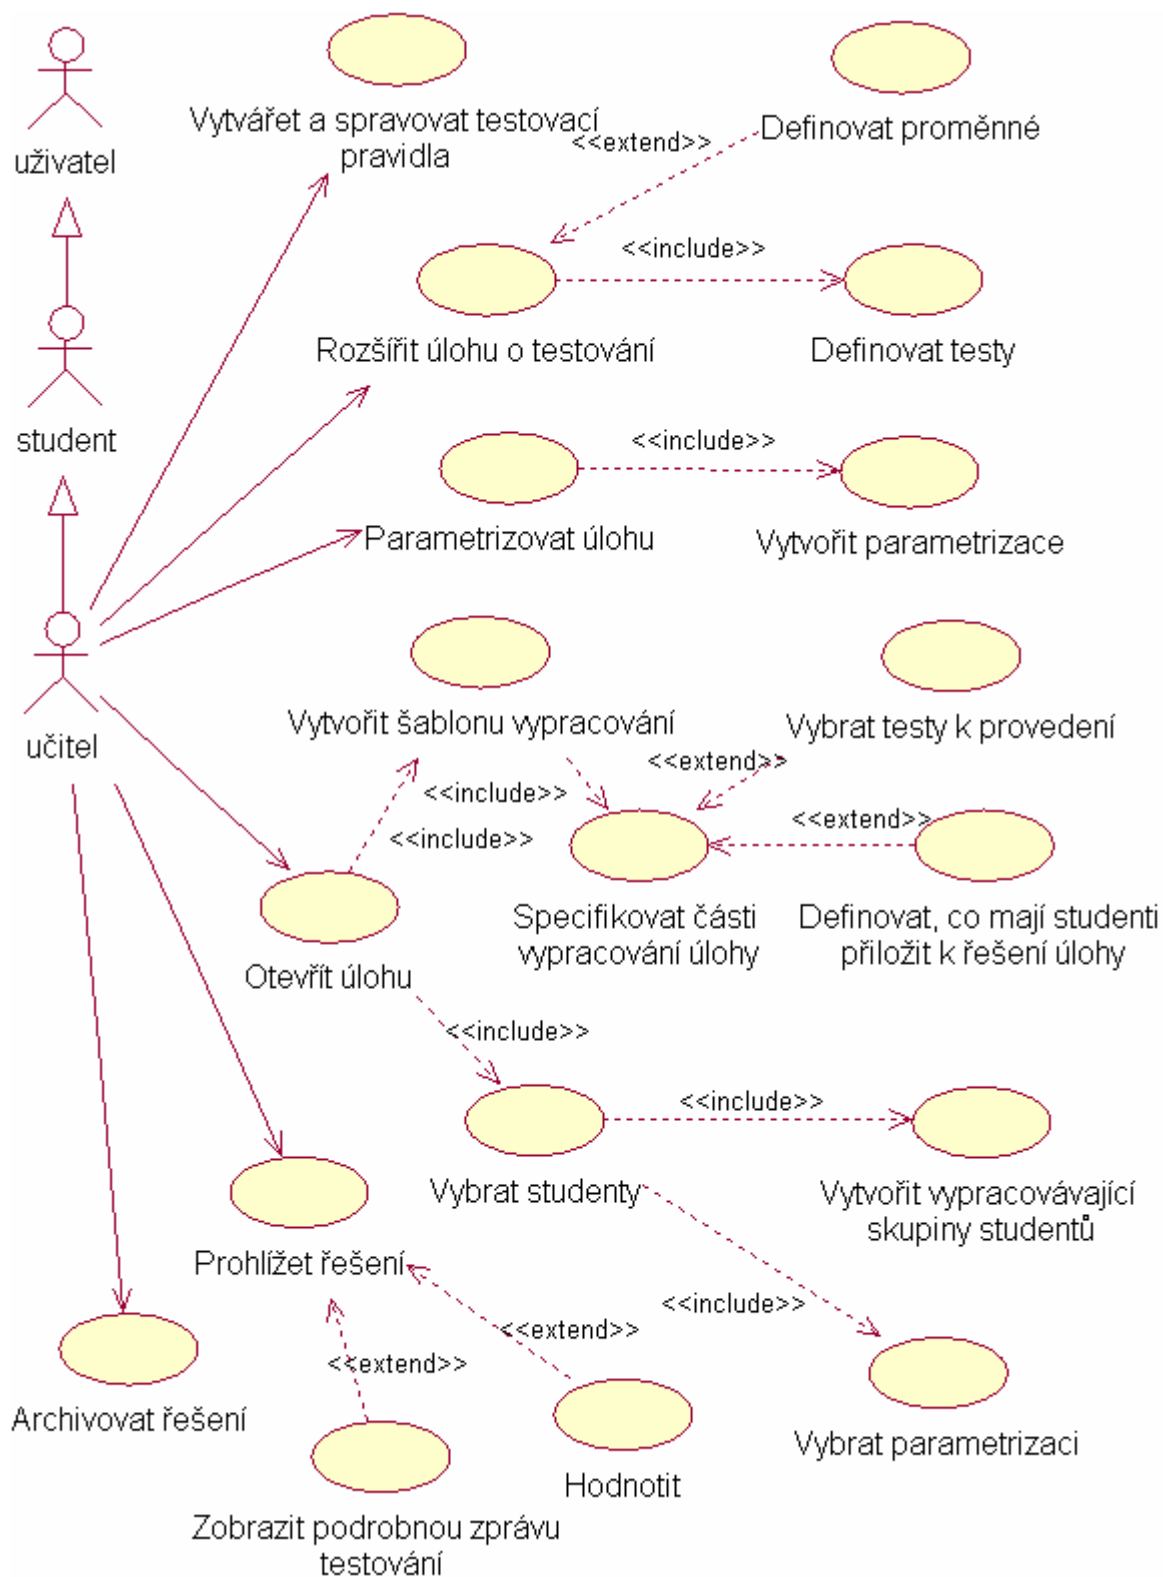 uživatel
Vytvářet a spravovat testovací
pravidla
<<extend>>
Definovat proměnné
<<include>>
Rozšířit úlohu o testování
Definovat testy
student
<<include>>
Parametrizovat úlohu
Vytvořit parametrizace
učitel
Vytvořit šablonu vypracování
Vybrat testy k provedení
<<extend>>
<<include>>
<<include>>
<<extend>>
Specifikovat části
vypracování úlohy
Definovat, co mají studenti
přiložit k řešení úlohy
Otevřít úlohu
<<include>>
<<include>>
Vybrat studenty
Vytvořit vypracovávající
skupiny studentů
Prohlížet řešení
<<include>>
<<extend>>
<<extend>>
Archivovat řešení
Vybrat parametrizaci
Hodnotit
Zobrazit podrobnou zprávu
testování